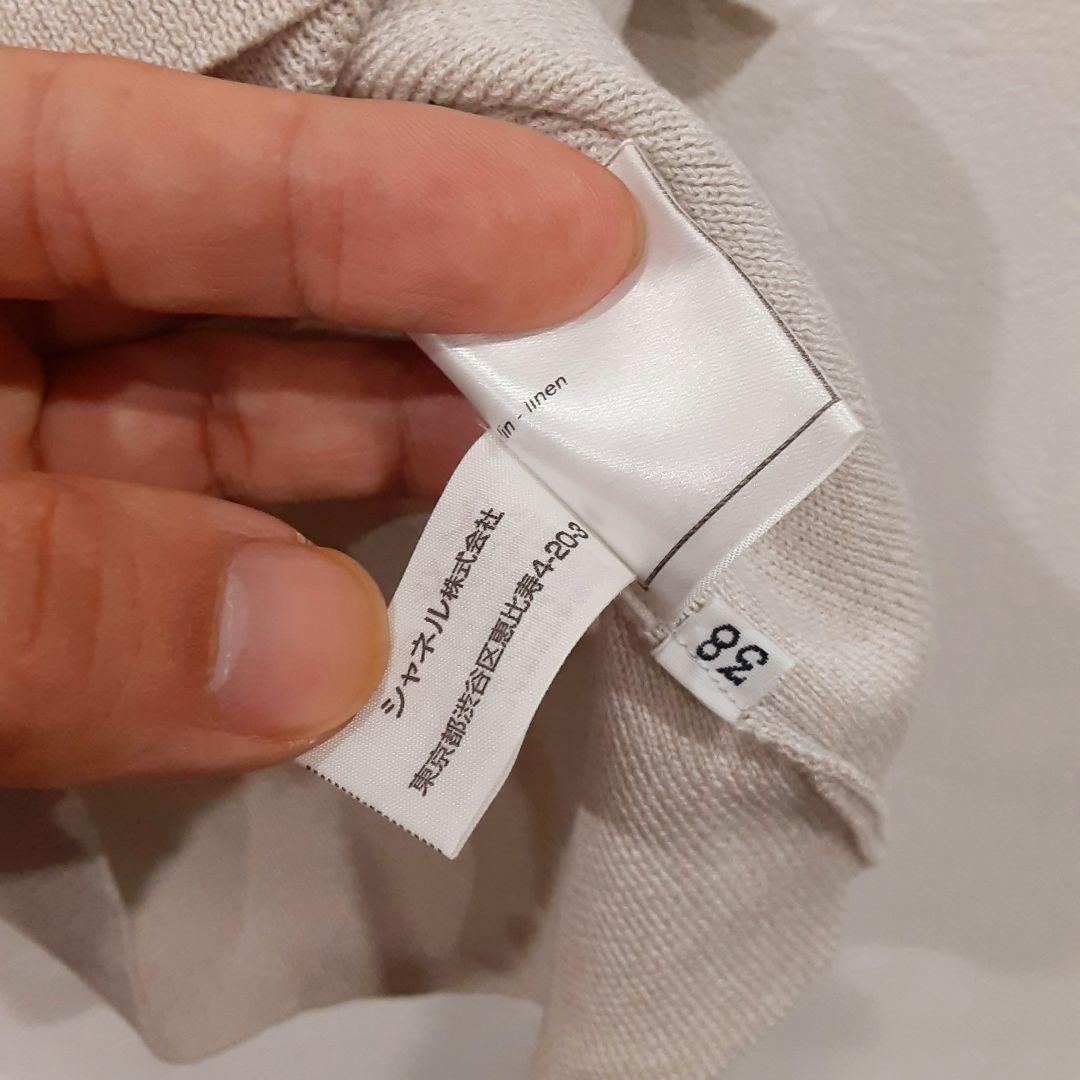 lin - linen
シャネル株式会社
東京都渋谷区恵比寿4-20-3
38